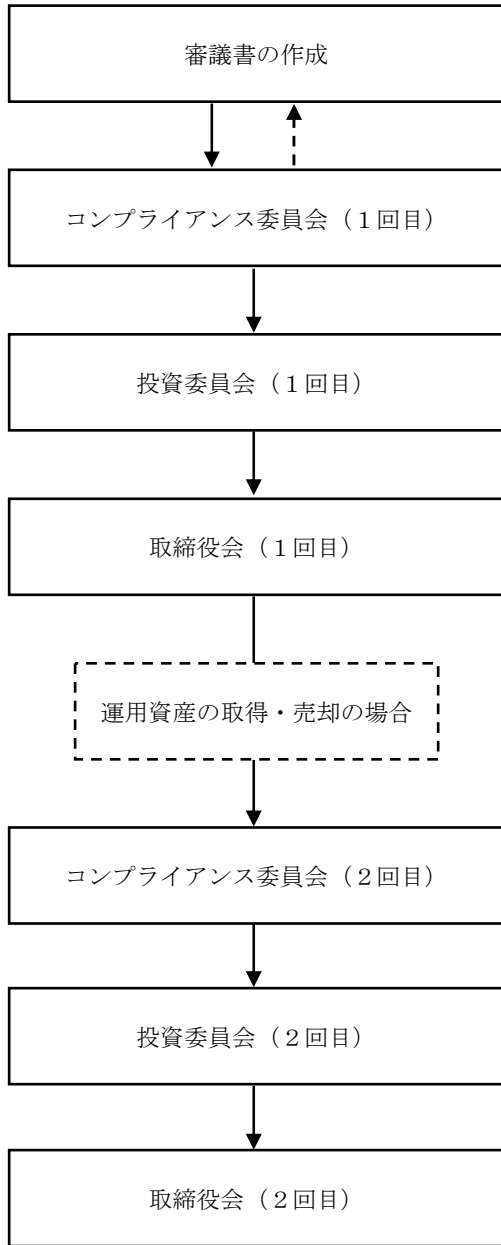 審議書の作成
コンプライアンス委員会（１回目）
投資委員会（１回目）
取締役会（１回目）
運用資産の取得・売却の場合
コンプライアンス委員会（２回目）
投資委員会（２回目）
取締役会（２回目）